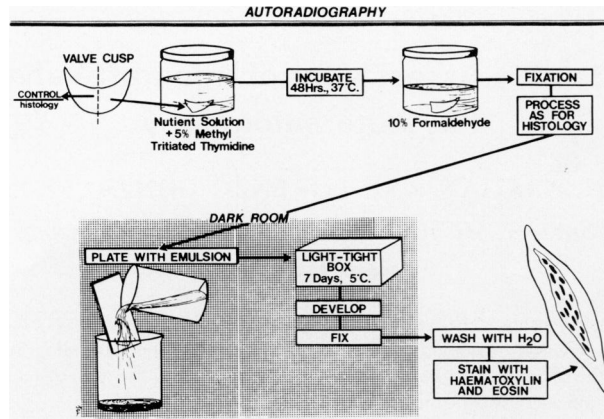 AUTORADIOGRAPHY
VALVE CUSP
CONTROL
histology
Nutient Solution
+5% Methyl
Tritiated Thymidine
INCUBATE
48Hrs., 37°C.
10% Formaldehyde
FIXATION
PROCESS
AS FOR
HISTOLOGY
DARK ROOM
PLATE WITH EMULSION
LIGHT-TIGHT
BOX
7 Days, 5°C.
DEVELOP
FIX
WASH WITH H₂O
STAIN WITH
HAEMATOXYLIN
AND EOSIN